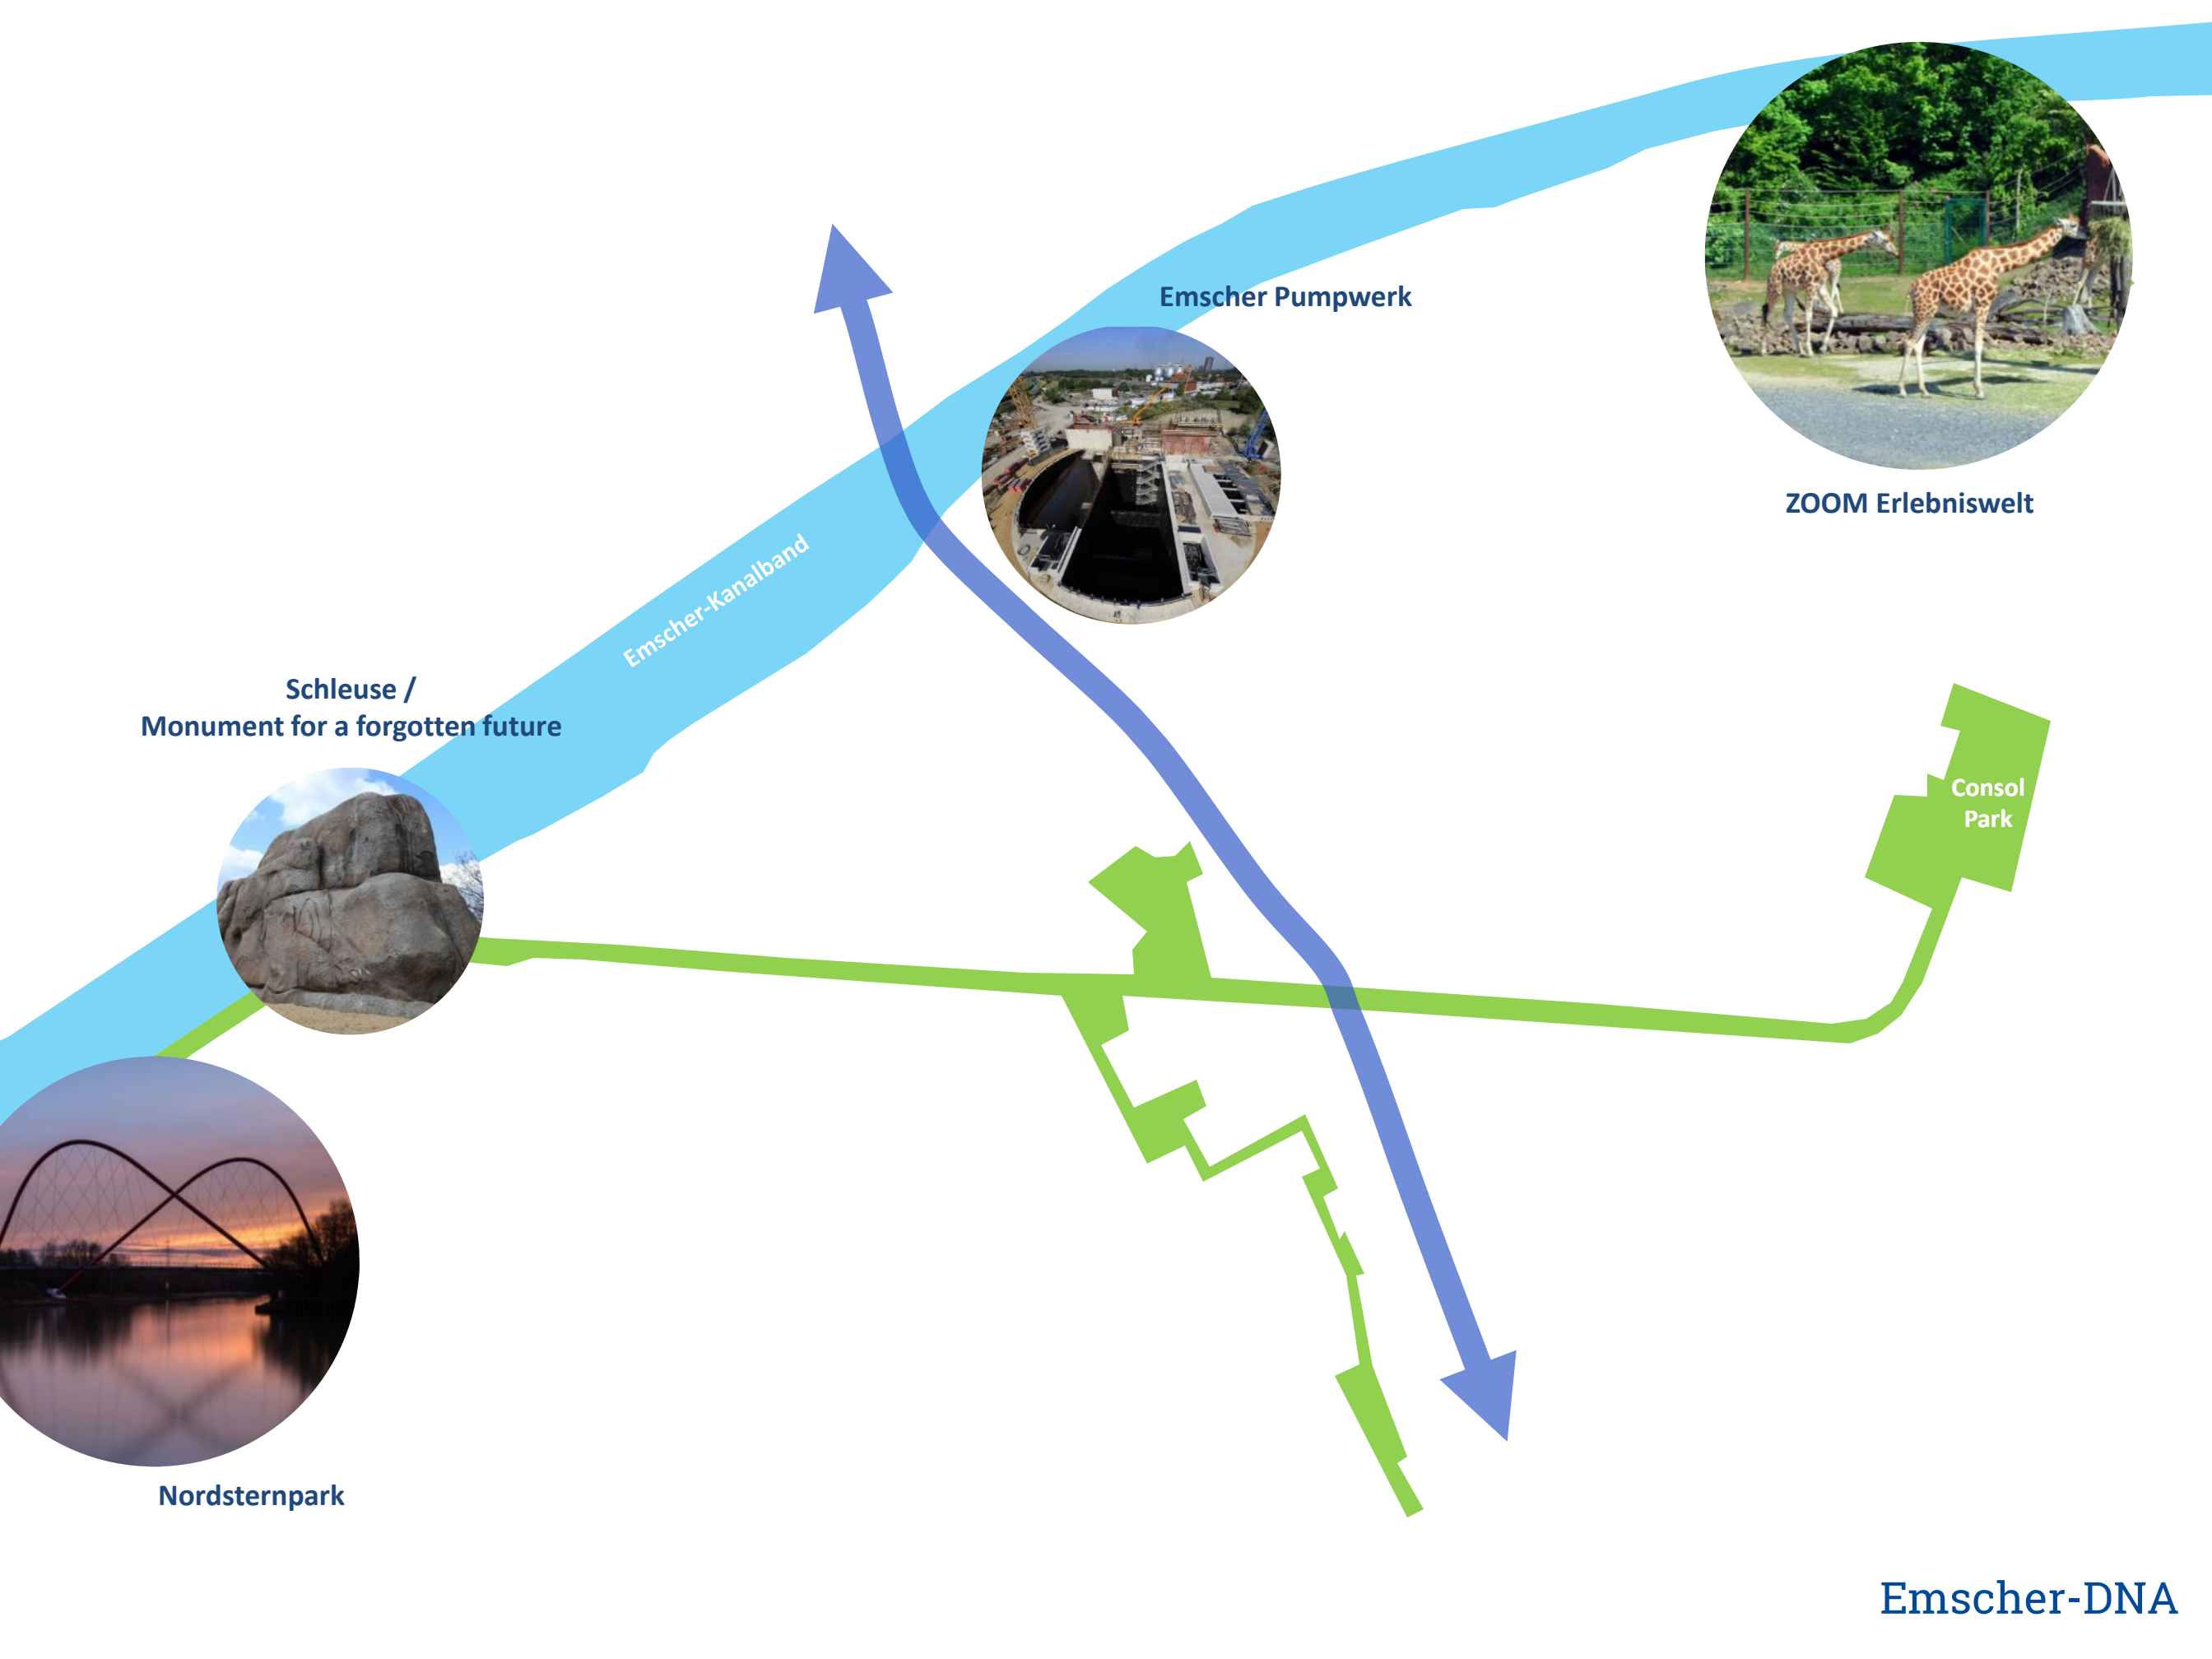 Emscher Pumpwerk
ZOOM Erlebniswelt
Emscher-Kanalband
Schleuse /
Monument for a forgotten future
Consol
Park
Nordsternpark
Emscher-DNA